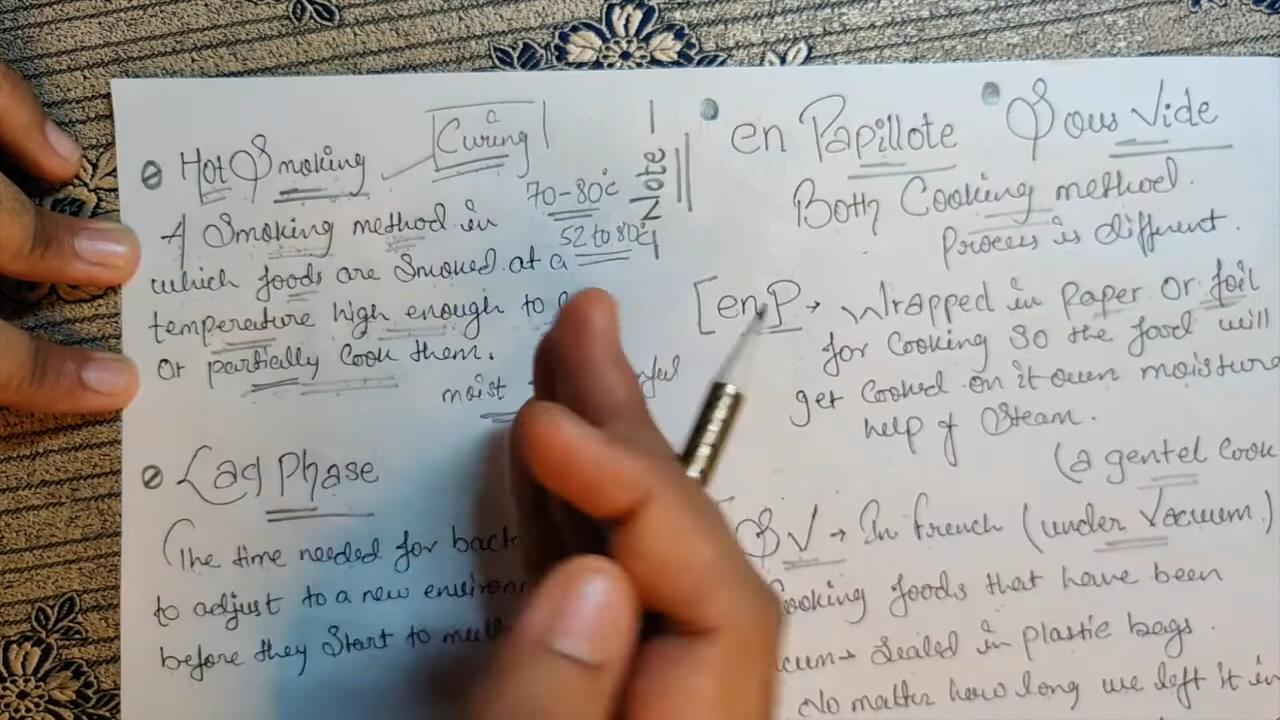 Curing
Hot Smoking
70-80°c
A Smoking method in
52 to 80°c
which foods are Smoked at a
temperature high enough to
or partially Cook them.
moist
Lag Phase
(The time needed for
to adjust to a new
before they Start to
Note
en Papillote
Sous Vide
Both Cooking method.
Process is different.
[en P → Wrapped in Paper Or foil
for Cooking So the food will
get Cooked on it own moisture
help of Steam.
(a gentel Cook
SV → In french (under Vacuum.)
Cooking foods that have been
Sealed in plastic bags.
No matter how long we left it in